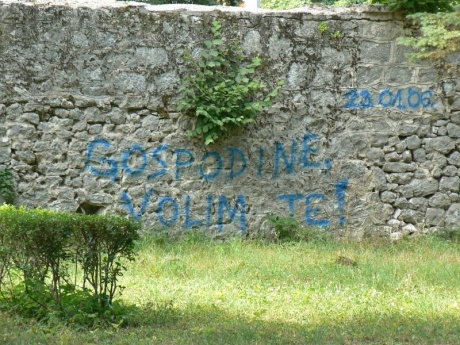 23.01.06.
GOSPODINE,
VOLIM TE!